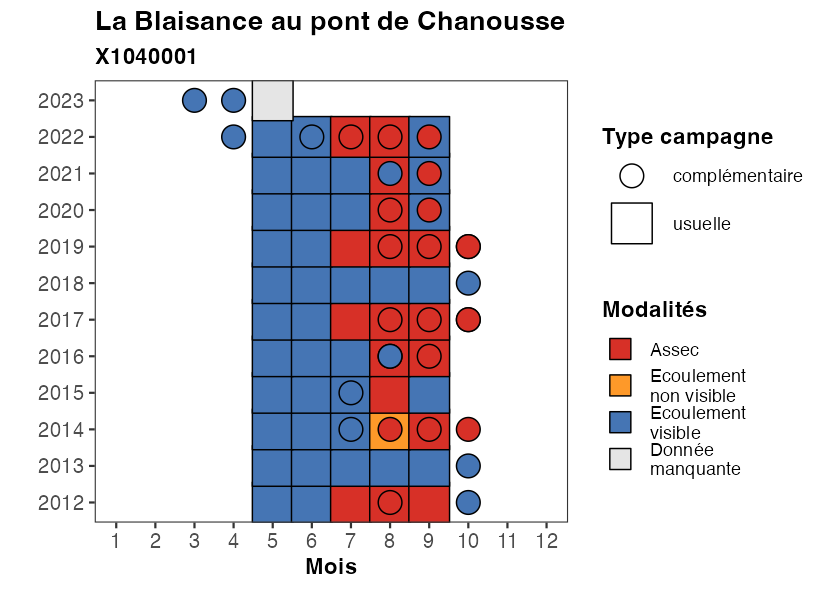 La Blaisance au pont de Chanousse
X1040001
2023
2022
2021
2020
2019
2018
2017
2016
2015
2014
2013
2012
1 2 3 4 5 6 7 8 9 10 11 12
Mois
Type campagne
complémentaire
usuelle
Modalités
Assec
Ecoulement
non visible
Ecoulement
visible
Donnée
manquante